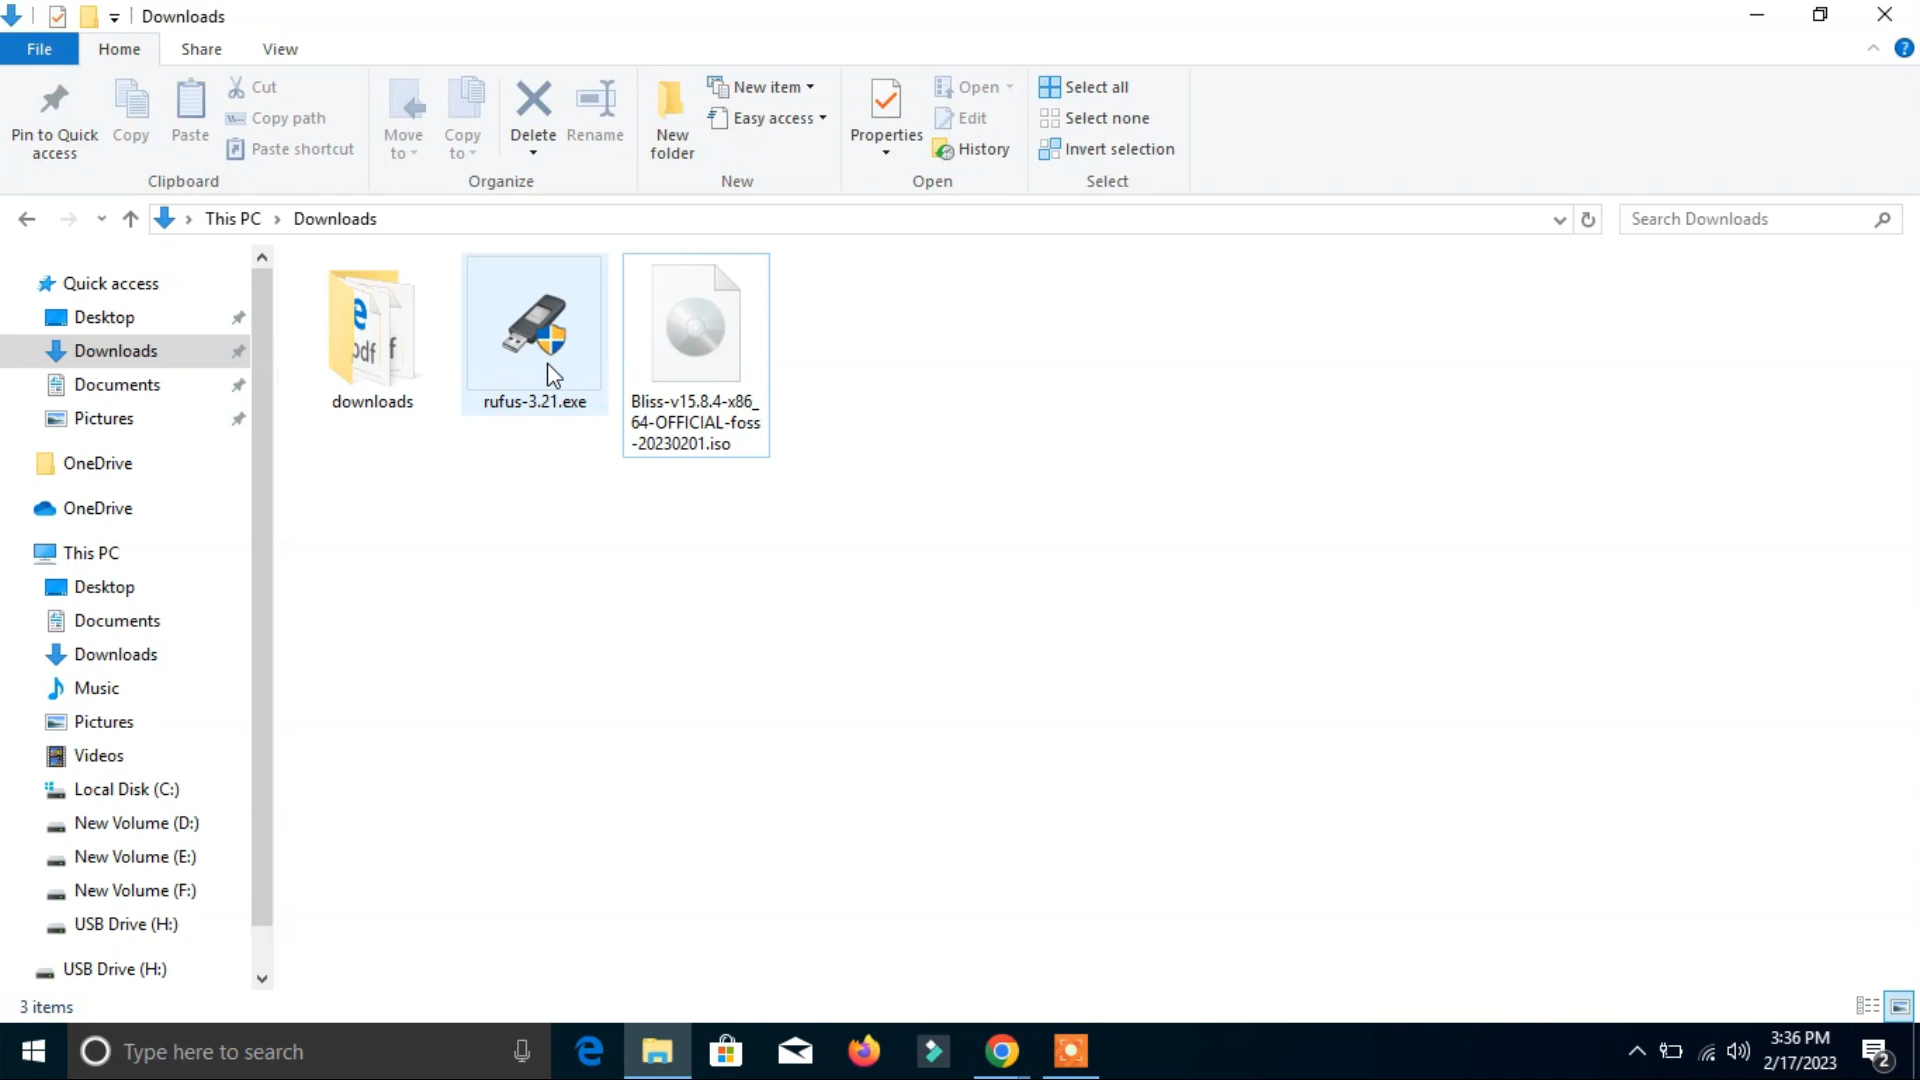 Downloads
File
Home
Share
View
Pin to Quick
access
Copy
Paste
Cut
Copy path
Paste shortcut
Clipboard
Move
to
Copy
to
Delete
Rename
Organize
New
folder
New item
Easy access
New
Properties
Open
Edit
History
Open
Select all
Select none
Invert selection
Select
This PC
Downloads
Search Downloads
Quick access
Desktop
Downloads
Documents
Pictures
OneDrive
OneDrive
This PC
Desktop
Documents
Downloads
Music
Pictures
Videos
Local Disk (C:)
New Volume (D:)
New Volume (E:)
New Volume (F:)
USB Drive (H:)
USB Drive (H:)
downloads
rufus-3.21.exe
Bliss-v15.8.4-x86_
64-OFFICIAL-foss
-20230201.iso
3 items
Type here to search
3:36 PM
2/17/2023
2